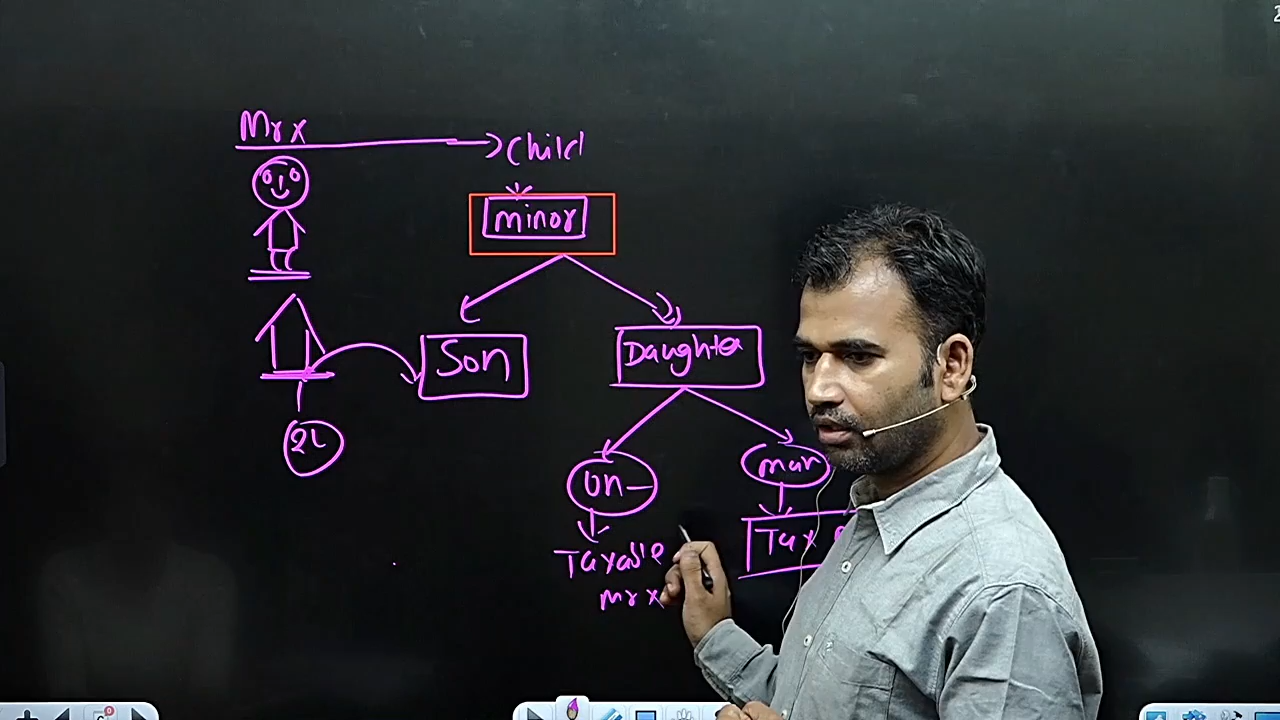 Mr x
Child
minor
Son
Daughter
2L
Un-
mar
Taxable
Tax
mr x